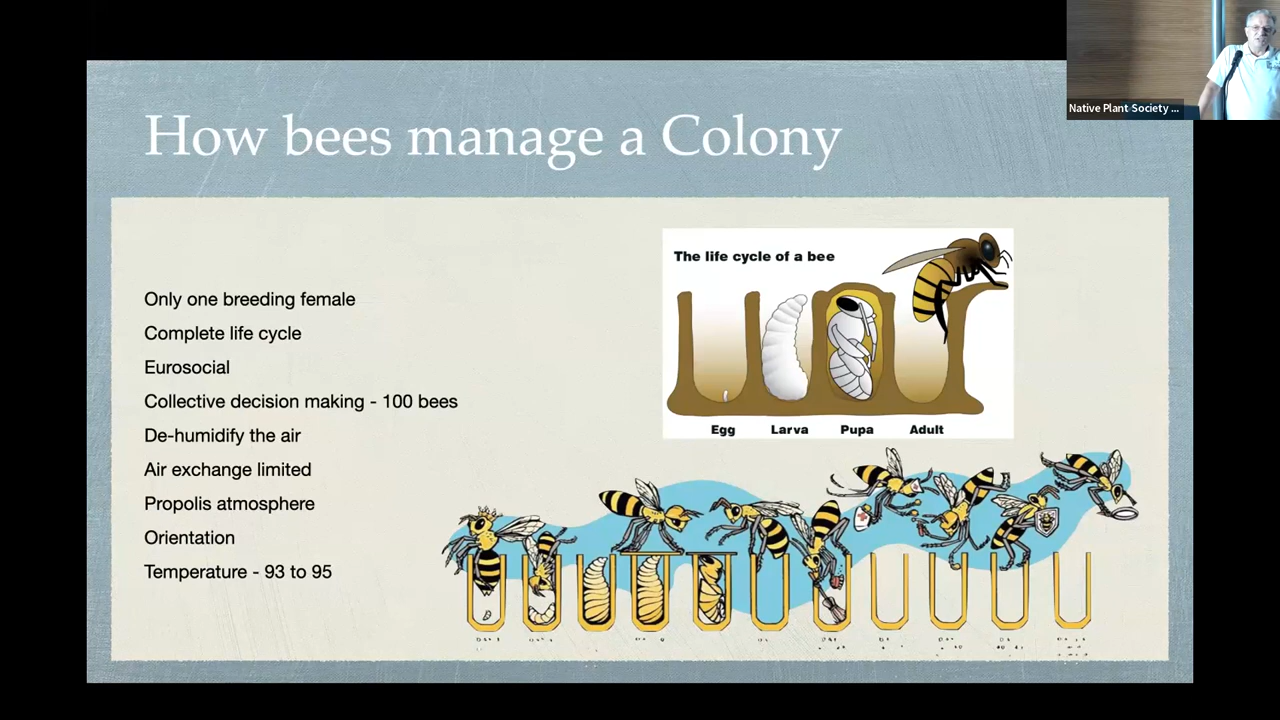 Native Plant Society ...
How bees manage a Colony
Only one breeding female
Complete life cycle
Eurosocial
Collective decision making - 100 bees
De-humidify the air
Air exchange limited
Propolis atmosphere
Orientation
Temperature - 93 to 95
The life cycle of a bee
Egg Larva Pupa Adult